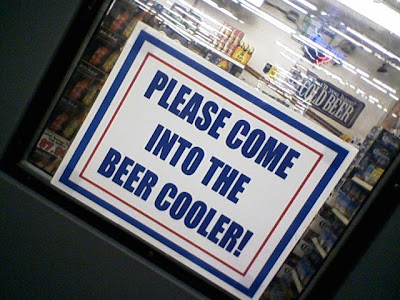 PLEASE COME
INTO THE
BEER COOLER!
COLD BEER